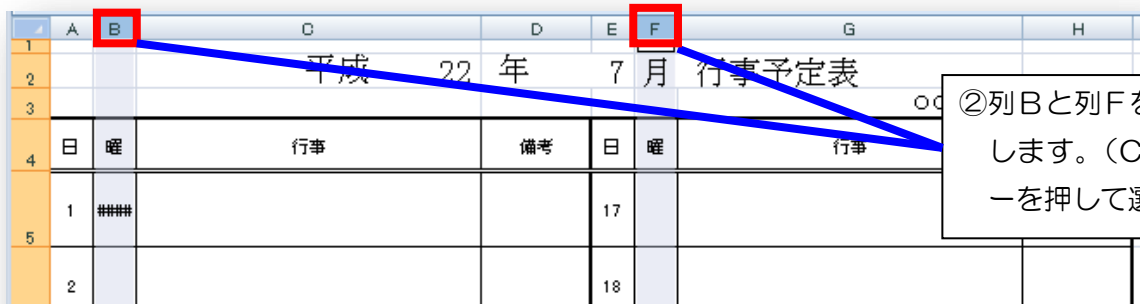 A B C D E F G H
1
2 平成 22 年 7 月 行事予定表
3 ○○
4 日 曜 行事 備考 日 曜 行事
5 1 #### 17
2 18
②列Ｂと列Ｆを
します。（Ｃ
ーを押して選